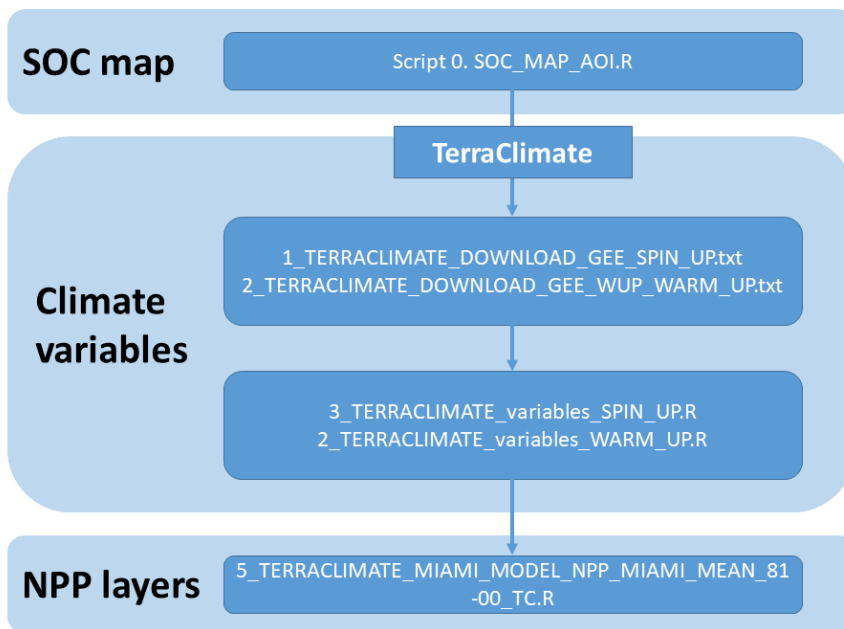 SOC map
Script 0. SOC_MAP_AOI.R
TerraClimate
Climate
variables
1_TERRACLIMATE_DOWNLOAD_GEE_SPIN_UP.txt
2_TERRACLIMATE_DOWNLOAD_GEE_WUP_WARM_UP.txt
3_TERRACLIMATE_variables_SPIN_UP.R
2_TERRACLIMATE_variables_WARM_UP.R
NPP layers
5_TERRACLIMATE_MIAMI_MODEL_NPP_MIAMI_MEAN_81
-00_TC.R